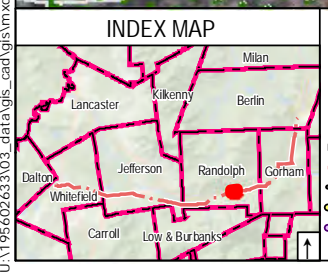 INDEX MAP
Milan
Kilkenny
Berlin
Lancaster
Jefferson
Randolph
Gorham
Dalton
Whitefield
Carroll
Low & Burbanks
U:\195602633\03_data\gis_cad\gis\mxd